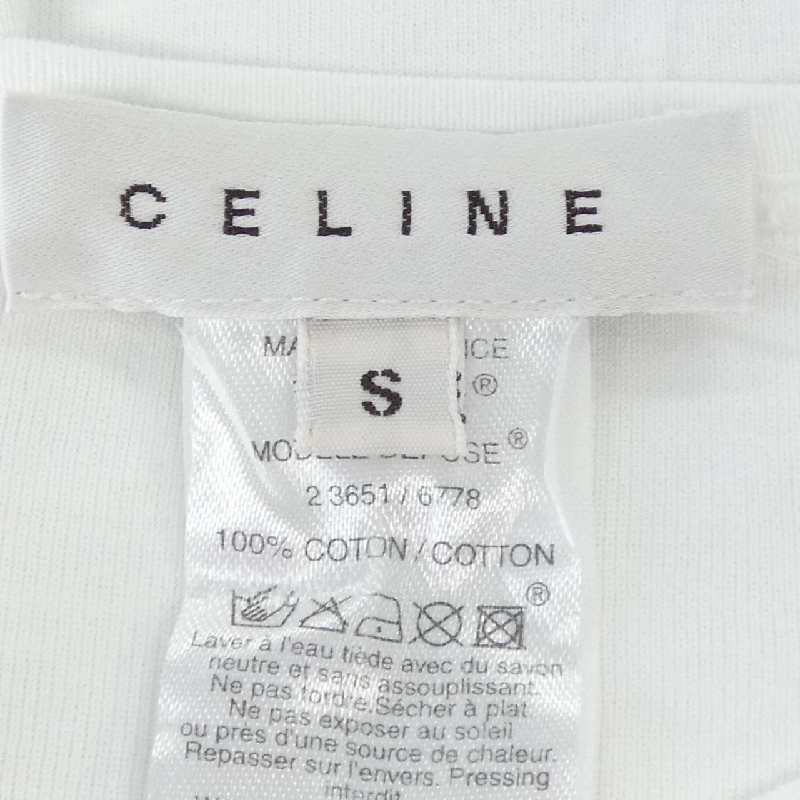 CELINE
S
®
®
2 3651 / 6778
100% COTON / COTTON
®
Laver à l'eau tiède avec du savon
neutre et sans assouplissant.
Ne pas tordre. Sécher à plat.
Ne pas exposer au soleil
ou près d'une source de chaleur.
Repasser sur l'envers. Pressing
interdit.